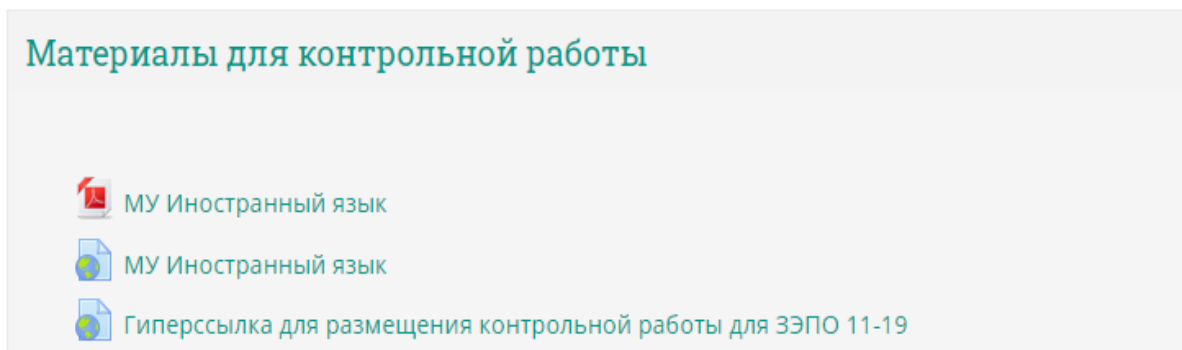 Материалы для контрольной работы
МУ Иностранный язык
МУ Иностранный язык
Гиперссылка для размещения контрольной работы для ЗЭПО 11-19